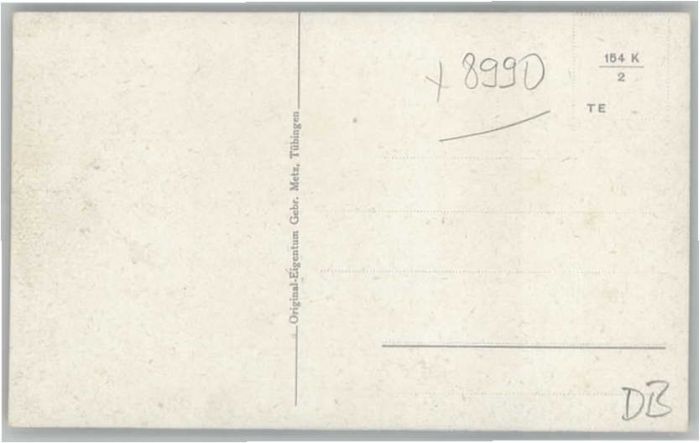 Original-Eigentum Gebr. Metz, Tübingen
x 8990
154 K
2
TE
DB